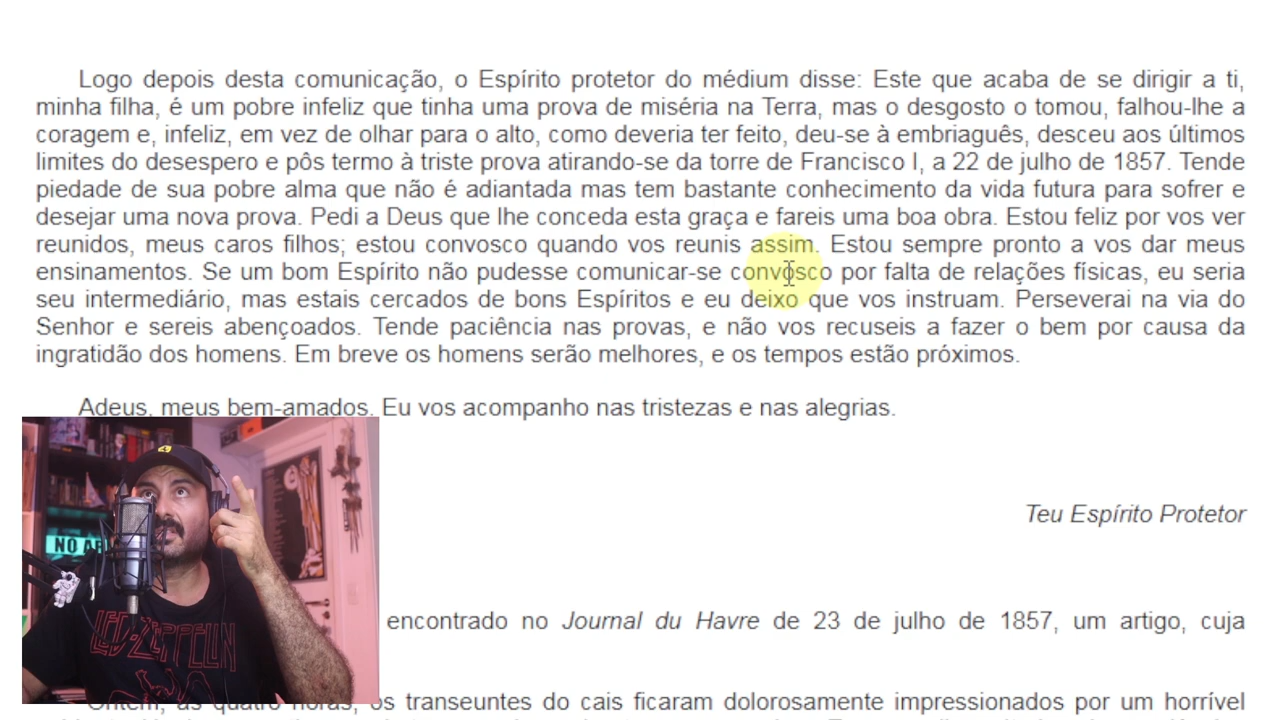 Logo depois desta comunicação, o Espírito protetor do médium disse: Este que acaba de se dirigir a ti,
minha filha, é um pobre infeliz que tinha uma prova de miséria na Terra, mas o desgosto o tomou, falhou-lhe a
coragem e, infeliz, em vez de olhar para o alto, como deveria ter feito, deu-se à embriaguês, desceu aos últimos
limites do desespero e pôs termo à triste prova atirando-se da torre de Francisco I, a 22 de julho de 1857. Tende
piedade de sua pobre alma que não é adiantada mas tem bastante conhecimento da vida futura para sofrer e
desejar uma nova prova. Pedi a Deus que lhe conceda esta graça e fareis uma boa obra. Estou feliz por vos ver
reunidos, meus caros filhos; estou convosco quando vos reunis assim. Estou sempre pronto a vos dar meus
ensinamentos. Se um bom Espírito não pudesse comunicar-se convosco por falta de relações físicas, eu seria
seu intermediário, mas estais cercados de bons Espíritos e eu deixo que vos instruam. Perseverai na via do
Senhor e sereis abençoados. Tende paciência nas provas, e não vos recuseis a fazer o bem por causa da
ingratidão dos homens. Em breve os homens serão melhores, e os tempos estão próximos.
Adeus, meus bem-amados. Eu vos acompanho nas tristezas e nas alegrias.
Teu Espírito Protetor
encontrado no Journal du Havre de 23 de julho de 1857, um artigo, cuja
Ontem, às quatro horas, os transeuntes do cais ficaram dolorosamente impressionados por um horrível
NO
LED ZEPPELIN